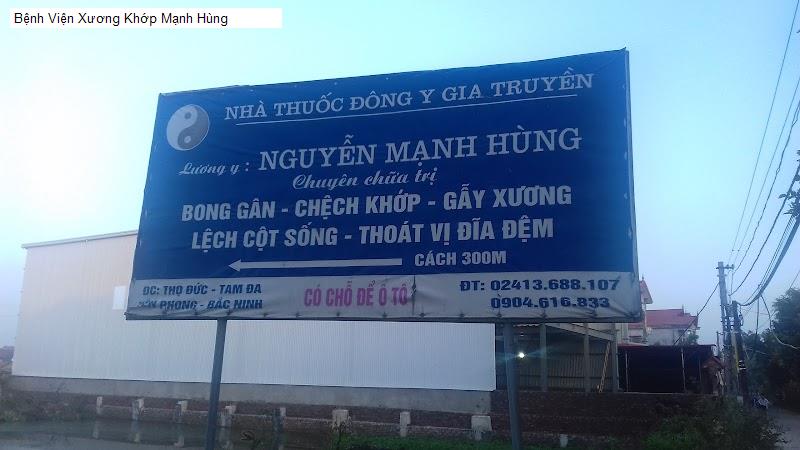 Bệnh Viện Xương Khớp Mạnh Hùng
NHÀ THUỐC ĐÔNG Y GIA TRUYỀN
Lương y : NGUYỄN MẠNH HÙNG
Chuyên chữa trị
BONG GÂN - CHỆCH KHỚP - GẪY XƯƠNG
LỆCH CỘT SỐNG - THOÁT VỊ ĐĨA ĐỆM
CÁCH 300M
ĐC: THỌ ĐỨC - TAM ĐA
YÊN PHONG - BẮC NINH
CÓ CHỖ ĐỂ Ô TÔ
ĐT: 02413.688.107
0904.616.833